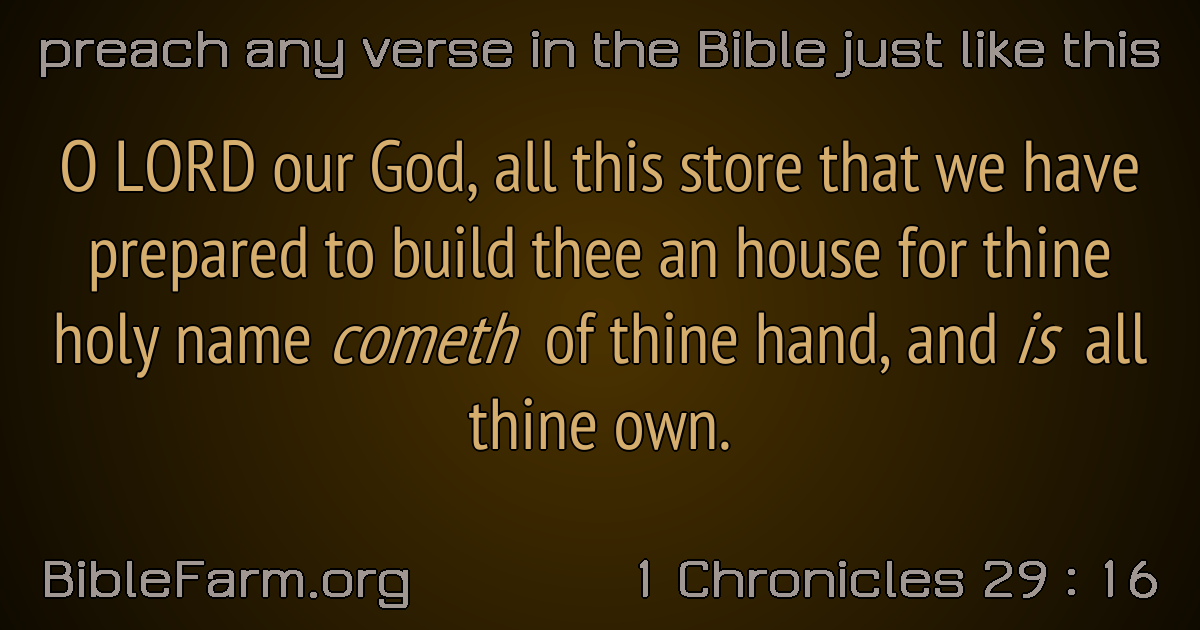 preach any verse in the Bible just like this
O LORD our God, all this store that we have
prepared to build thee an house for thine
holy name cometh of thine hand, and is all
thine own.
BibleFarm.org
1 Chronicles 29 : 16